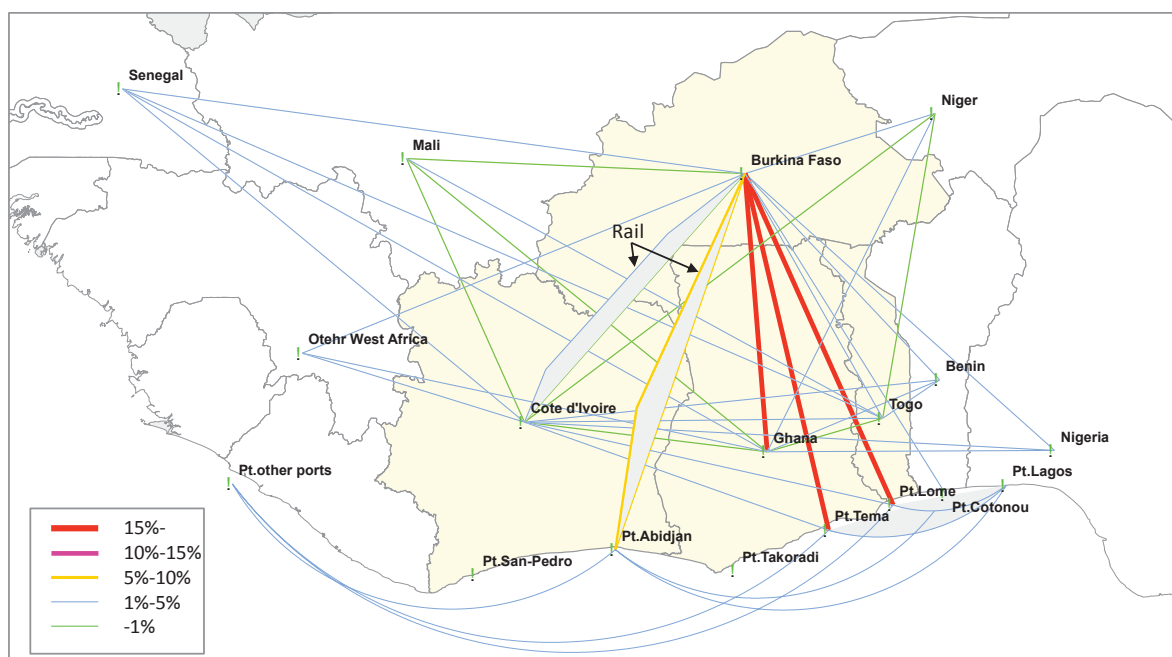 Senegal
Niger
Mali
Burkina Faso
Rail
Otehr West Africa
Benin
Cote d'Ivoire
Togo
Ghana
Nigeria
Pt.other ports
Pt.Lagos
Pt.Lome
Pt.Cotonou
Pt.Tema
Pt.Abidjan
Pt.San-Pedro
Pt.Takoradi
15%-
10%-15%
5%-10%
1%-5%
-1%